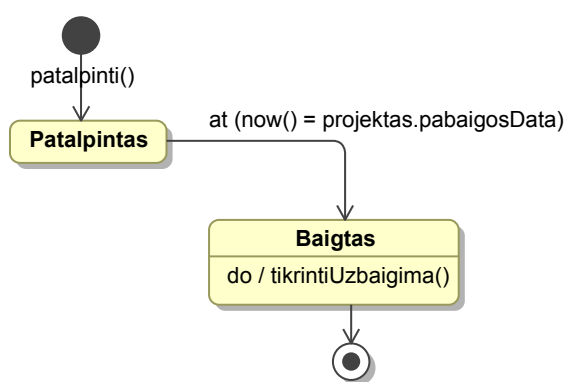 patalpinti()
Patalpintas
at (now() = projektas.pabaigosData)
Baigtas
do / tikrintiUzbaigima()